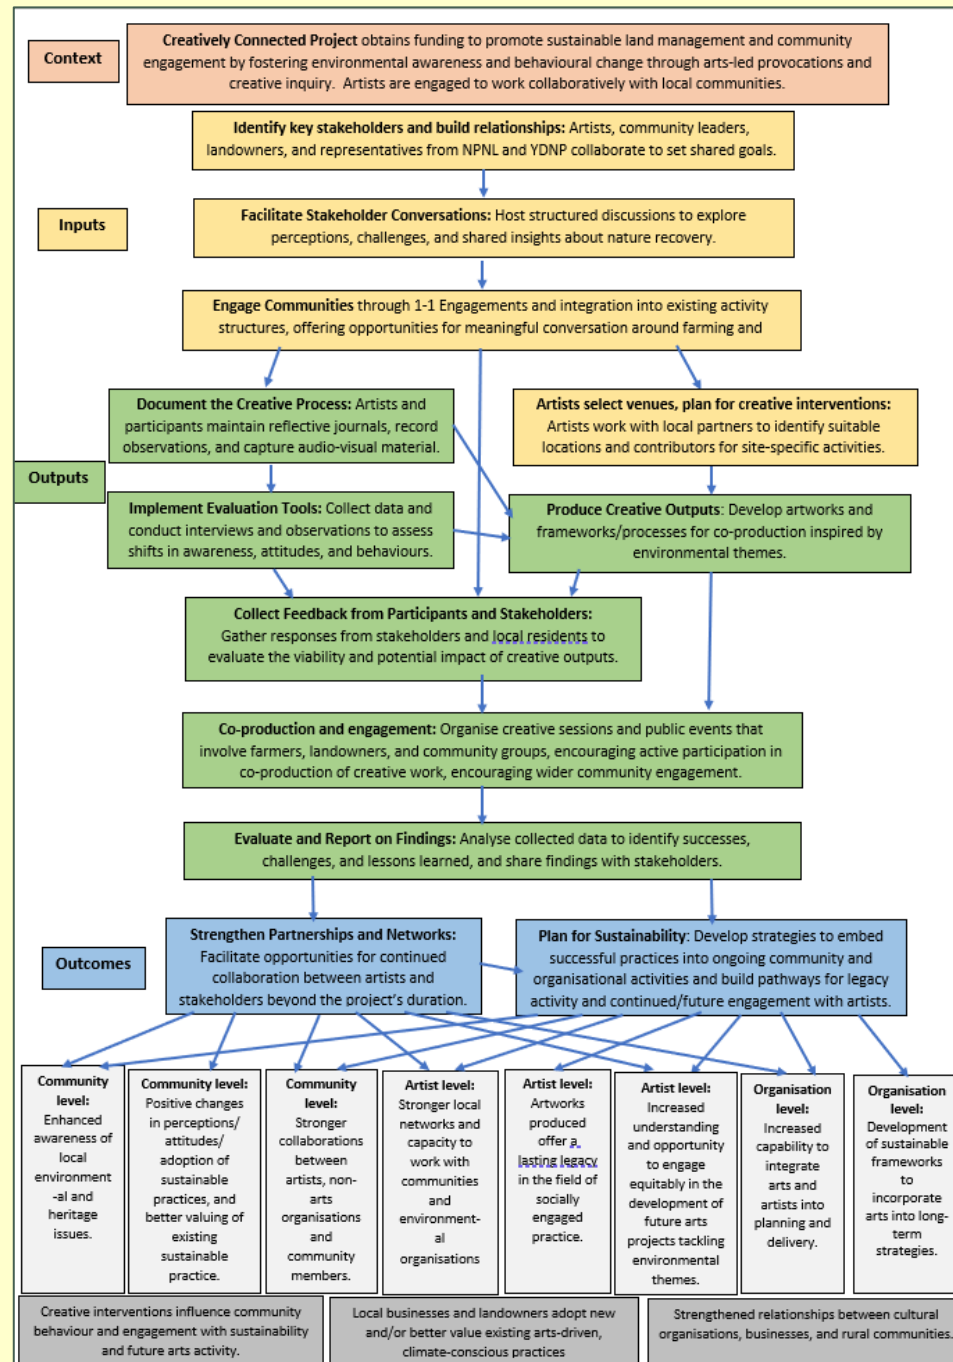 Context
Creatively Connected Project obtains funding to promote sustainable land management and community
engagement by fostering environmental awareness and behavioural change through arts-led provocations and
creative inquiry. Artists are engaged to work collaboratively with local communities.
Identify key stakeholders and build relationships: Artists, community leaders,
landowners, and representatives from NPNL and YDNP collaborate to set shared goals.
Inputs
Facilitate Stakeholder Conversations: Host structured discussions to explore
perceptions, challenges, and shared insights about nature recovery.
Engage Communities through 1-1 Engagements and integration into existing activity
structures, offering opportunities for meaningful conversation around farming and
Document the Creative Process: Artists and
participants maintain reflective journals, record
observations, and capture audio-visual material.
Artists select venues, plan for creative interventions:
Artists work with local partners to identify suitable
locations and contributors for site-specific activities.
Outputs
Implement Evaluation Tools: Collect data and
conduct interviews and observations to assess
shifts in awareness, attitudes, and behaviours.
Produce Creative Outputs: Develop artworks and
frameworks/processes for co-production inspired by
environmental themes.
Collect Feedback from Participants and Stakeholders:
Gather responses from stakeholders and local residents to
evaluate the viability and potential impact of creative outputs.
Co-production and engagement: Organise creative sessions and public events that
involve farmers, landowners, and community groups, encouraging active participation in
co-production of creative work, encouraging wider community engagement.
Evaluate and Report on Findings: Analyse collected data to identify successes,
challenges, and lessons learned, and share findings with stakeholders.
Outcomes
Strengthen Partnerships and Networks:
Facilitate opportunities for continued
collaboration between artists and
stakeholders beyond the project's duration.
Plan for Sustainability: Develop strategies to embed
successful practices into ongoing community and
organisational activities and build pathways for legacy
activity and continued/future engagement with artists.
Community
level:
Enhanced
awareness of
local
environment
-al and
heritage
issues.
Community level:
Positive changes
in perceptions/
attitudes/
adoption of
sustainable
practices, and
better valuing of
existing
sustainable
practice.
Community
level:
Stronger
collaborations
between
artists, non-
arts
organisations
and
community
members.
Artist level:
Stronger local
networks and
capacity to
work with
communities
and
environment-
al
organisations
Artist level:
Artworks
produced
offer a
lasting legacy
in the field of
socially
engaged
practice.
Artist level:
Increased
understanding
and opportunity
to engage
equitably in the
development of
future arts
projects tackling
environmental
themes.
Organisation
level:
Increased
capability to
integrate
arts and
artists into
planning and
delivery.
Organisation
level:
Development
of sustainable
frameworks
to
incorporate
arts into long-
term
strategies.
Creative interventions influence community
behaviour and engagement with sustainability
and future arts activity.
Local businesses and landowners adopt new
and/or better value existing arts-driven,
climate-conscious practices
Strengthened relationships between cultural
organisations, businesses, and rural communities.